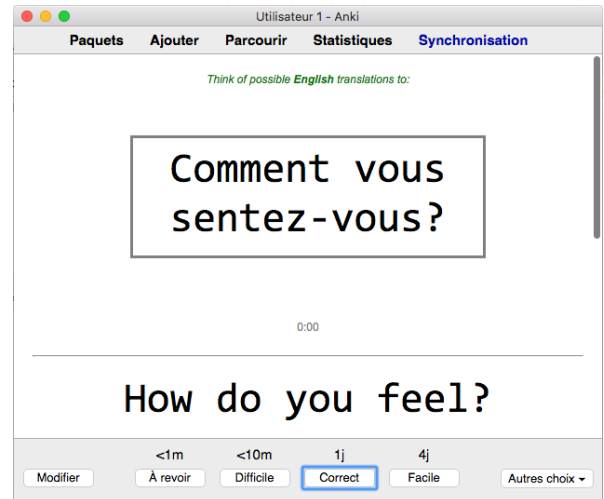 Utilisateur 1 - Anki
Paquets Ajouter Parcourir Statistiques Synchronisation
Think of possible English translations to:
Comment vous
sentez-vous?
0:00
How do you feel?
<1m <10m 1j 4j
Modifier À revoir Difficile Correct Facile Autres choix